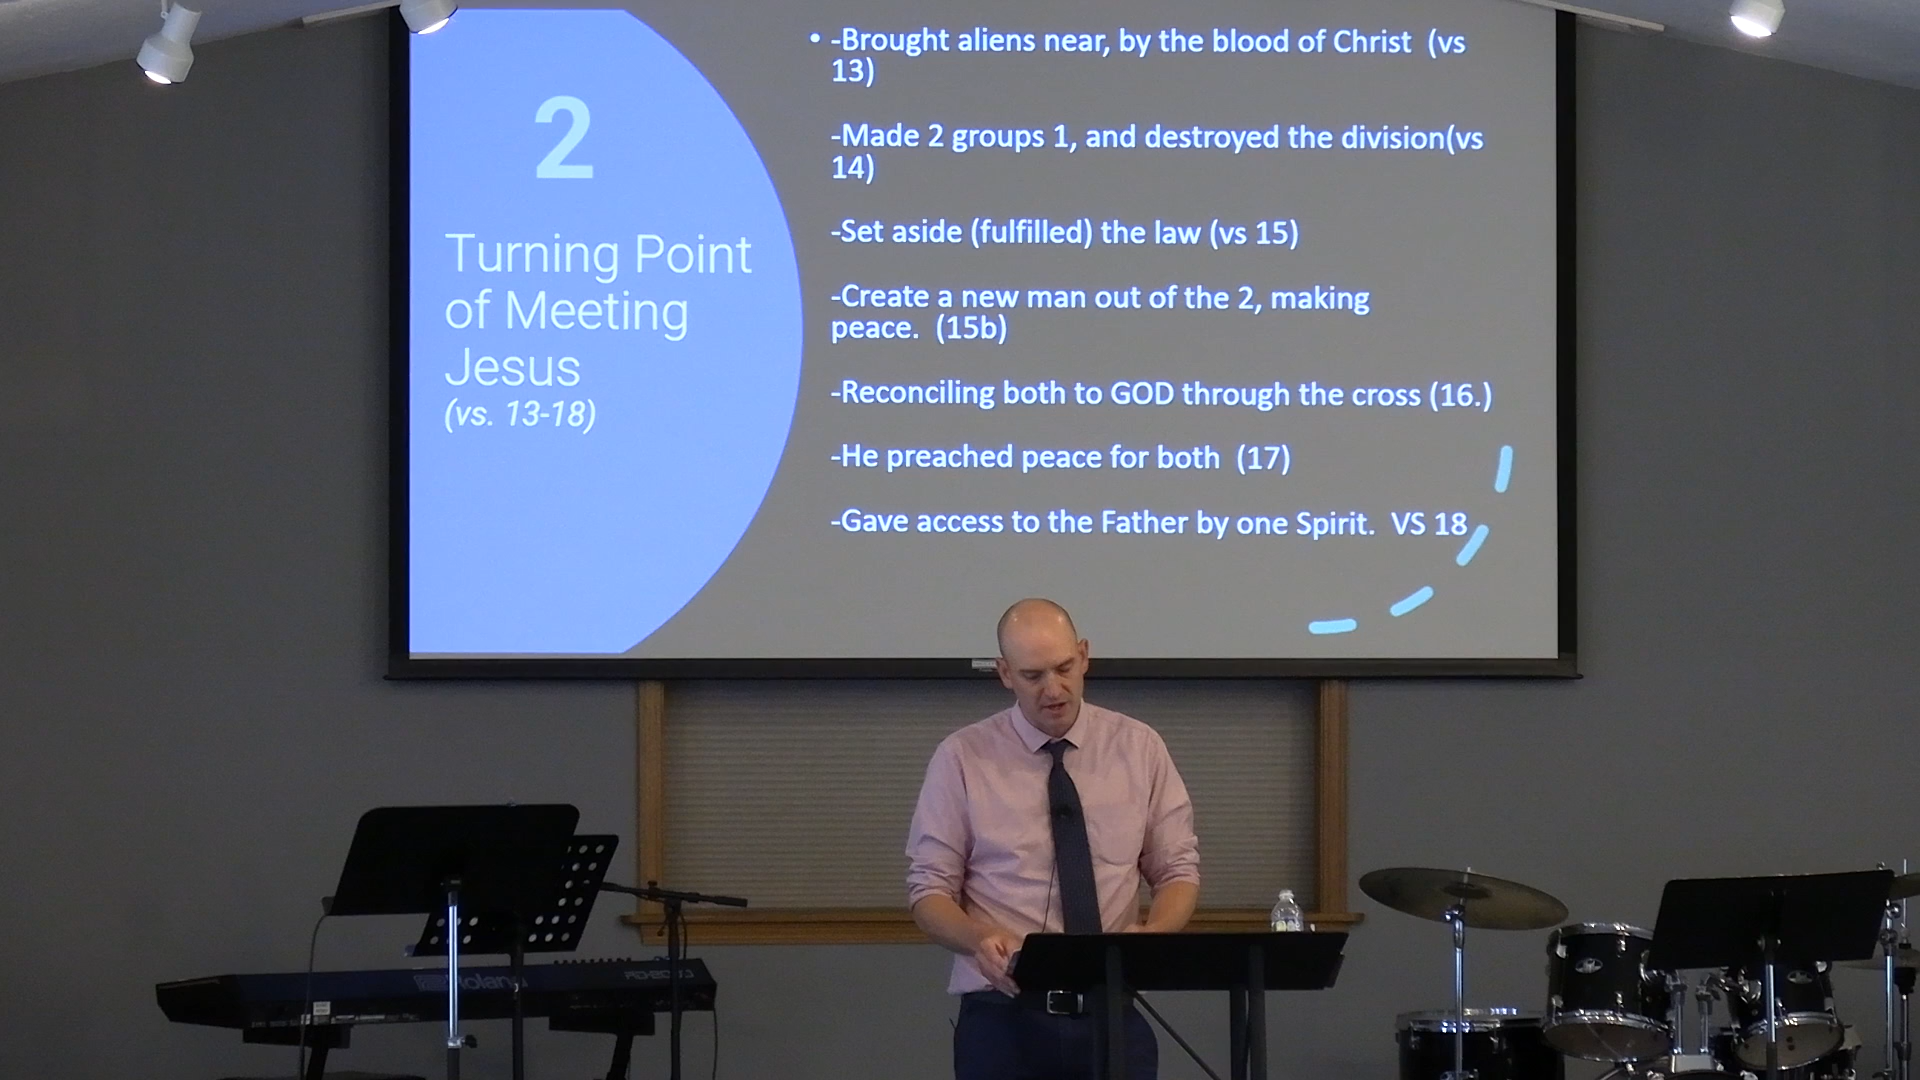 2
Turning Point
of Meeting
Jesus
(vs. 13-18)
• -Brought aliens near, by the blood of Christ (vs
13)
-Made 2 groups 1, and destroyed the division(vs
14)
-Set aside (fulfilled) the law (vs 15)
-Create a new man out of the 2, making
peace. (15b)
-Reconciling both to GOD through the cross (16.)
-He preached peace for both (17)
-Gave access to the Father by one Spirit. VS 18
Roland